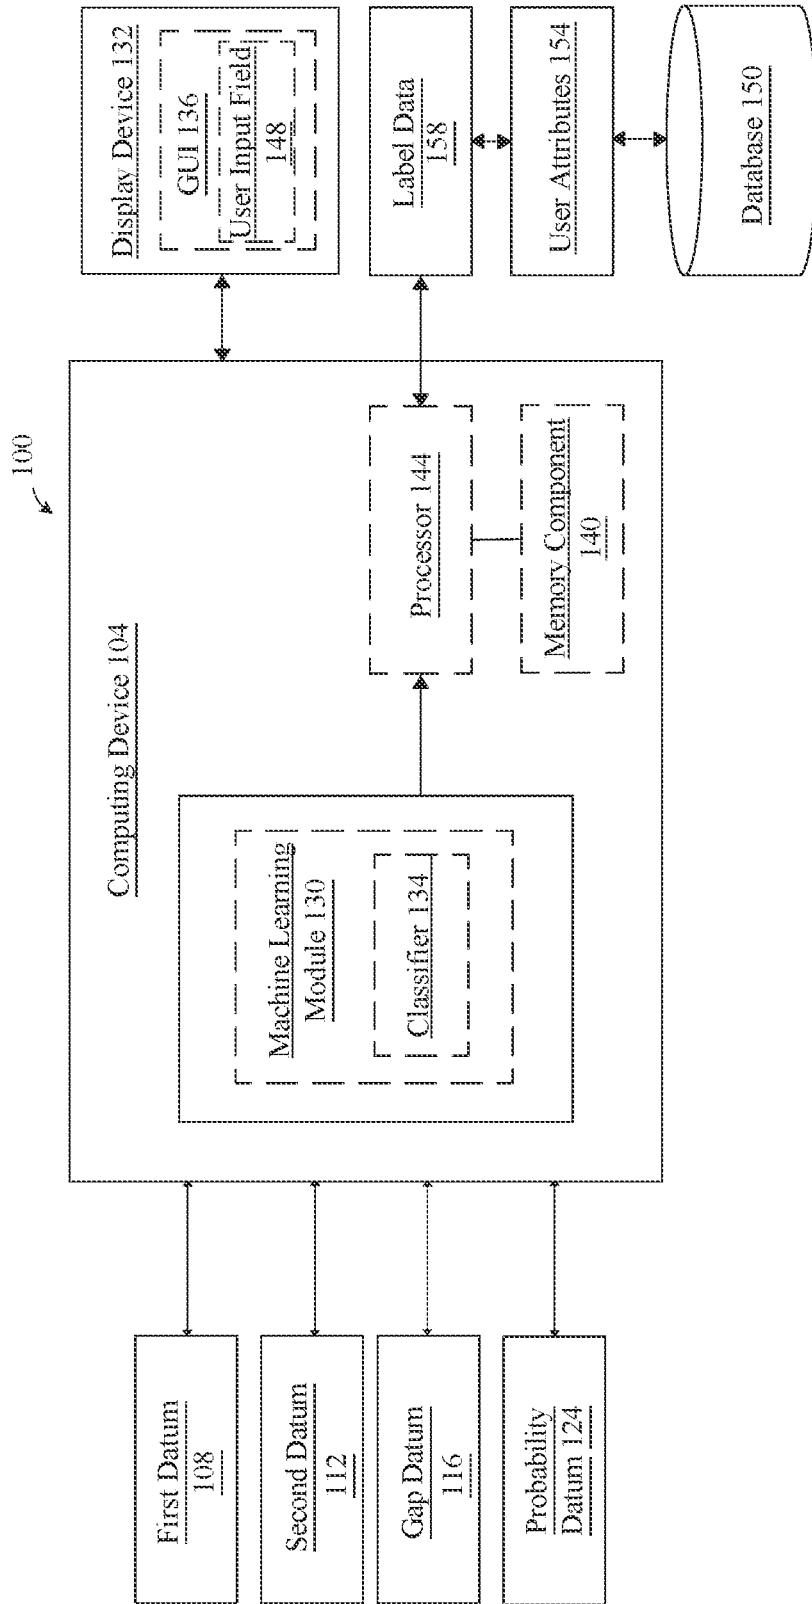 100
First Datum
108
Second Datum
112
Gap Datum
116
Probability
Datum 124
Computing Device 104
Machine Learning
Module 130
Classifier 134
Processor 144
Memory Component
140
Display Device 132
GUI 136
User Input Field
148
Label Data
158
User Attributes 154
Database 150